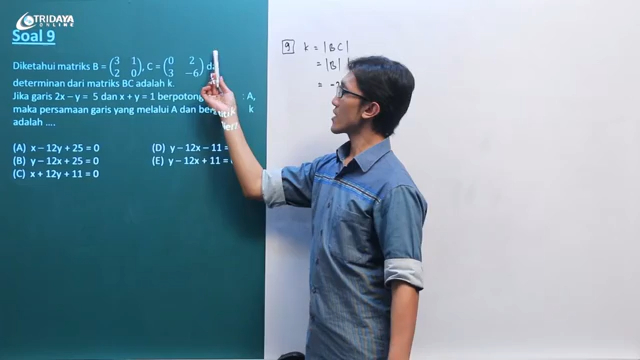 TRIDAYA
ONLINE
Soal 9
Diketahui matriks B = (3 1 2 0), C = (0 2 3 −6)
determinan dari matriks BC adalah k.
Jika garis 2x − y = 5 dan x + y = 1 berpotong A,
maka persamaan garis yang melalui A dan k
adalah ....
(A) x − 12y + 25 = 0 (D) y − 12x − 11 =
(B) y − 12x + 25 = 0 (E) y − 12x + 11 =
(C) x + 12y + 11 = 0
9 k = |BC|
= |B|
=